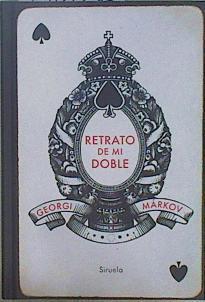 RETRATO
DE MI
DOBLE
GEORGI MARKOV
Siruela